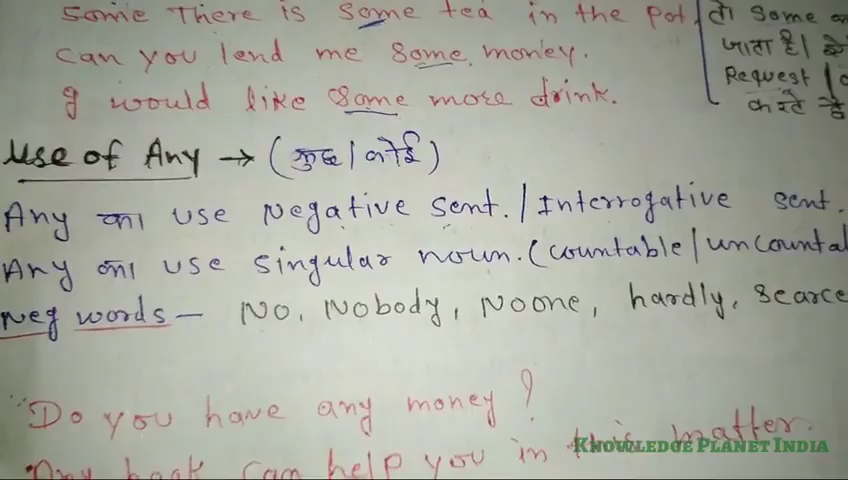 Some There is some tea in the pot. तो Some
Can you lend me some money. जाता है।
I would like some more drink. Request
करते है
Use of Any → (कुछ / कोई)
Any का use Negative sent. / Interrogative sent.
Any का use singular noun. (countable / uncountal
Neg words - No, Nobody, Noone, hardly, Scarce
Do you have any money?
Any book can help you in this matter.
Knowledge Planet India